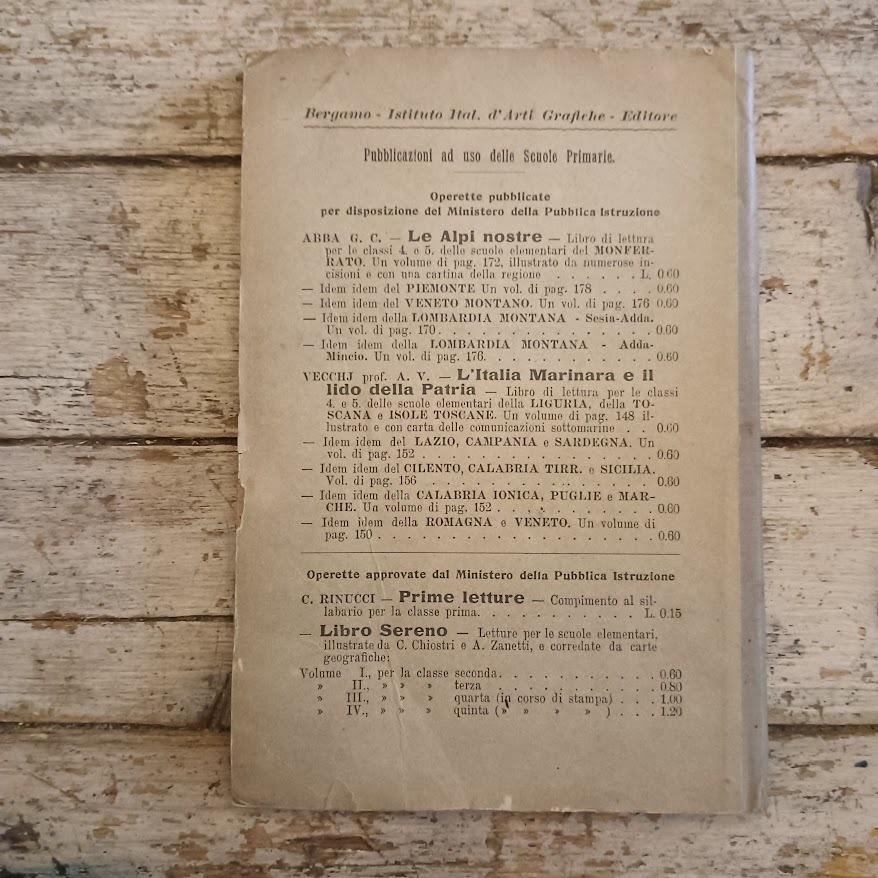 Bergamo - Istituto Ital. d'Arti Grafiche - Editore
Pubblicazioni ad uso delle Scuole Primarie.
Operette pubblicate
per disposizione del Ministero della Pubblica Istruzione
ABBA G. C. — Le Alpi nostre — Libro di lettura
per le classi 4. e 5. delle scuole elementari del MONFER-
RATO. Un volume di pag. 172, illustrato da numerose in-
cisioni e con una cartina della regione . . . . . . L. 0 60
— Idem idem del PIEMONTE Un vol. di pag. 178 . . . . 0.60
— Idem idem del VENETO MONTANO. Un vol. di pag. 176 0.60
— Idem idem della LOMBARDIA MONTANA - Sesia-Adda.
Un vol. di pag. 170. . . . . . . . . . . . . . . . 0.60
— Idem idem della LOMBARDIA MONTANA - Adda-
Mincio. Un vol. di pag. 176. . . . . . . . . . . . 0.60
VECCHJ prof. A. V. — L'Italia Marinara e il
lido della Patria — Libro di lettura per le classi
4. e 5. delle scuole elementari della LIGURIA, della TO-
SCANA e ISOLE TOSCANE. Un volume di pag. 148 il-
lustrato e con carta delle comunicazioni sottomarine . . 0.60
— Idem idem del LAZIO, CAMPANIA e SARDEGNA. Un
vol. di pag. 152 . . . . . . . . . . . . . . . . . 0.60
— Idem idem del CILENTO, CALABRIA TIRR. e SICILIA.
Vol. di pag. 156 . . . . . . . . . . . . . . . . . 0.60
— Idem idem della CALABRIA IONICA, PUGLIE e MAR-
CHE. Un volume di pag. 152 . . . . . . . . . . . . 0.60
— Idem idem della ROMAGNA e VENETO. Un volume di
pag. 150 . . . . . . . . . . . . . . . . . . . . . 0.60
Operette approvate dal Ministero della Pubblica Istruzione
C. RINUCCI — Prime letture — Compimento al sil-
labario per la classe prima. . . . . . . . . . . L. 0.15
— Libro Sereno — Letture per le scuole elementari,
illustrate da C. Chiostri e A. Zanetti, e corredate da carte
geografiche:
Volume I., per la classe seconda. . . . . . . . . . . . 0.60
» II., » » » terza . . . . . . . . . . . . 0.80
» III., » » » quarta (in corso di stampa) . . . 1.00
» IV., » » » quinta (» » » » ) . . . 1.20